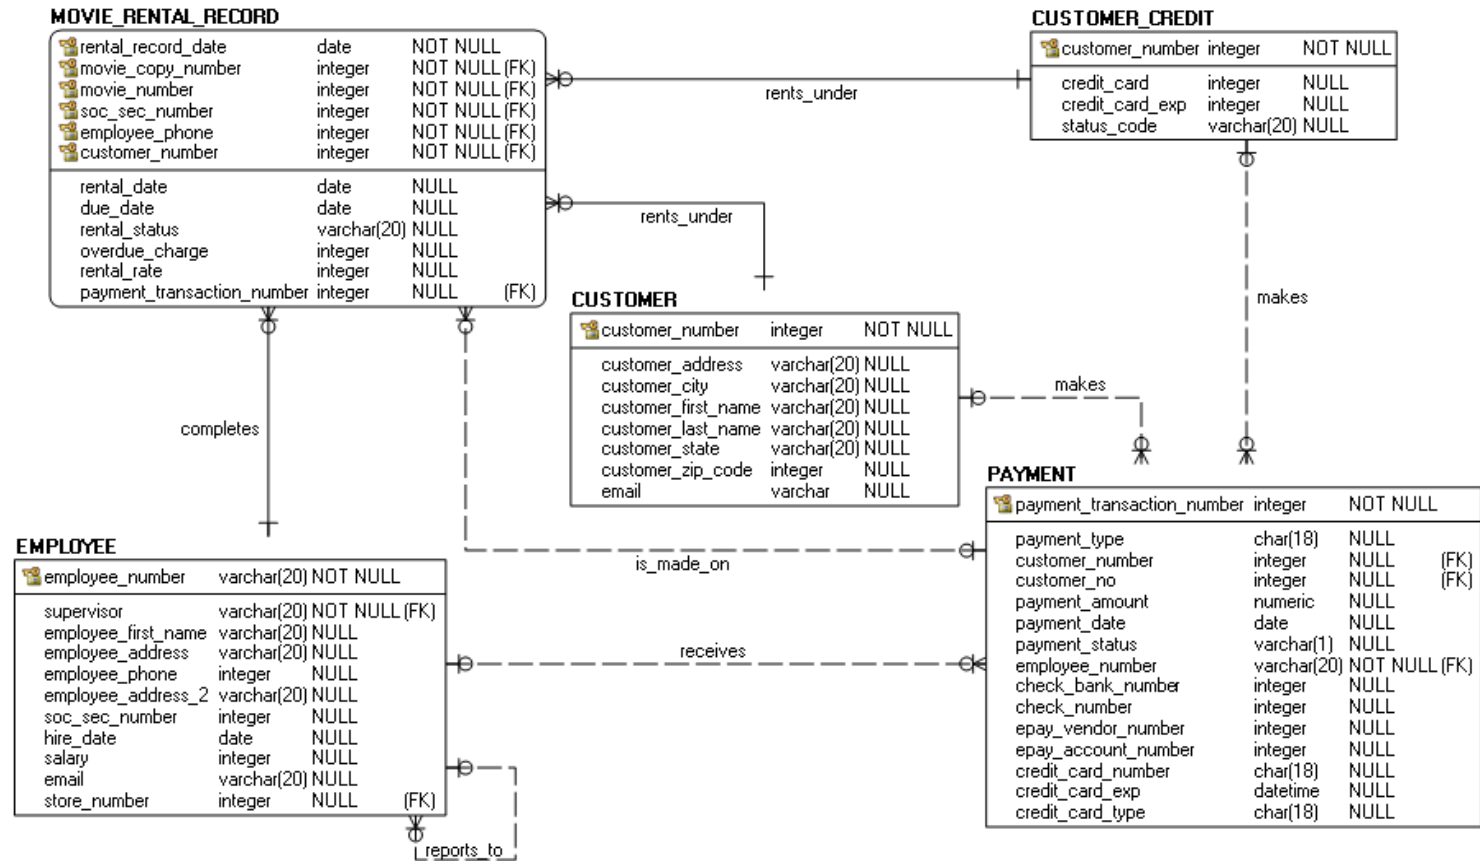 MOVIE_RENTAL_RECORD
rental_record_date date NOT NULL
movie_copy_number integer NOT NULL (FK)
movie_number integer NOT NULL (FK)
soc_sec_number integer NOT NULL (FK)
employee_phone integer NOT NULL (FK)
customer_number integer NOT NULL (FK)
rental_date date NULL
due_date date NULL
rental_status varchar(20) NULL
overdue_charge integer NULL
rental_rate integer NULL
payment_transaction_number integer NULL (FK)
CUSTOMER_CREDIT
customer_number integer NOT NULL
credit_card integer NULL
credit_card_exp integer NULL
status_code varchar(20) NULL
rents_under
rents_under
makes
CUSTOMER
customer_number integer NOT NULL
customer_address varchar(20) NULL
customer_city varchar(20) NULL
customer_first_name varchar(20) NULL
customer_last_name varchar(20) NULL
customer_state varchar(20) NULL
customer_zip_code integer NULL
email varchar NULL
makes
completes
is_made_on
receives
EMPLOYEE
employee_number varchar(20) NOT NULL
supervisor varchar(20) NOT NULL (FK)
employee_first_name varchar(20) NULL
employee_address varchar(20) NULL
employee_phone integer NULL
employee_address_2 varchar(20) NULL
soc_sec_number integer NULL
hire_date date NULL
salary integer NULL
email varchar(20) NULL
store_number integer NULL (FK)
reports_to
PAYMENT
payment_transaction_number integer NOT NULL
payment_type char(18) NULL
customer_number integer NULL (FK)
customer_no integer NULL (FK)
payment_amount numeric NULL
payment_date date NULL
payment_status varchar(1) NULL
employee_number varchar(20) NOT NULL (FK)
check_bank_number integer NULL
check_number integer NULL
epay_vendor_number integer NULL
epay_account_number integer NULL
credit_card_number char(18) NULL
credit_card_exp datetime NULL
credit_card_type char(18) NULL